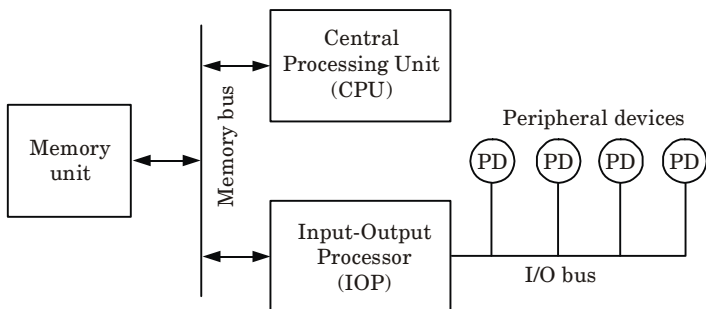 Central
Processing Unit
(CPU)
Memory bus
Memory
unit
Peripheral devices
PD
PD
PD
PD
Input-Output
Processor
(IOP)
I/O bus